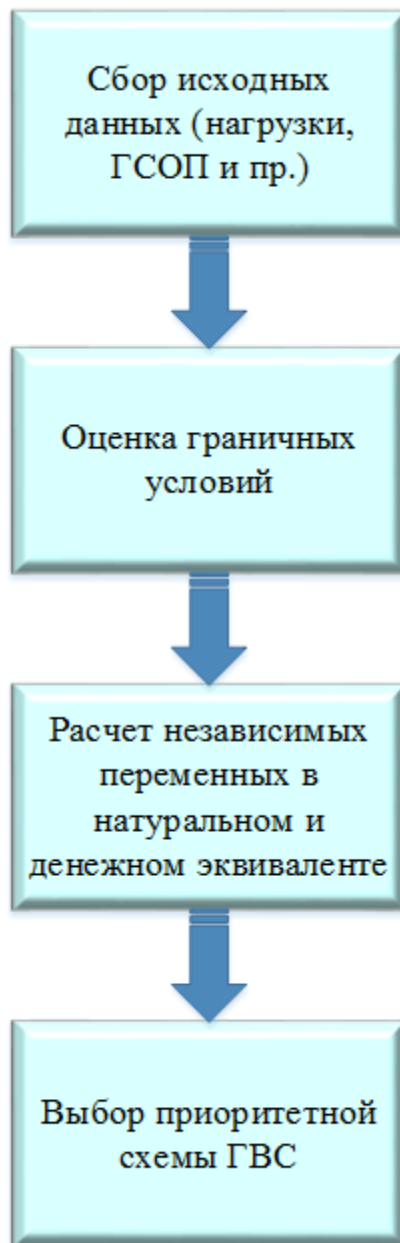 Сбор исходных
данных (нагрузки,
ГСОП и пр.)
Оценка граничных
условий
Расчет независимых
переменных в
натуральном и
денежном эквиваленте
Выбор приоритетной
схемы ГВС